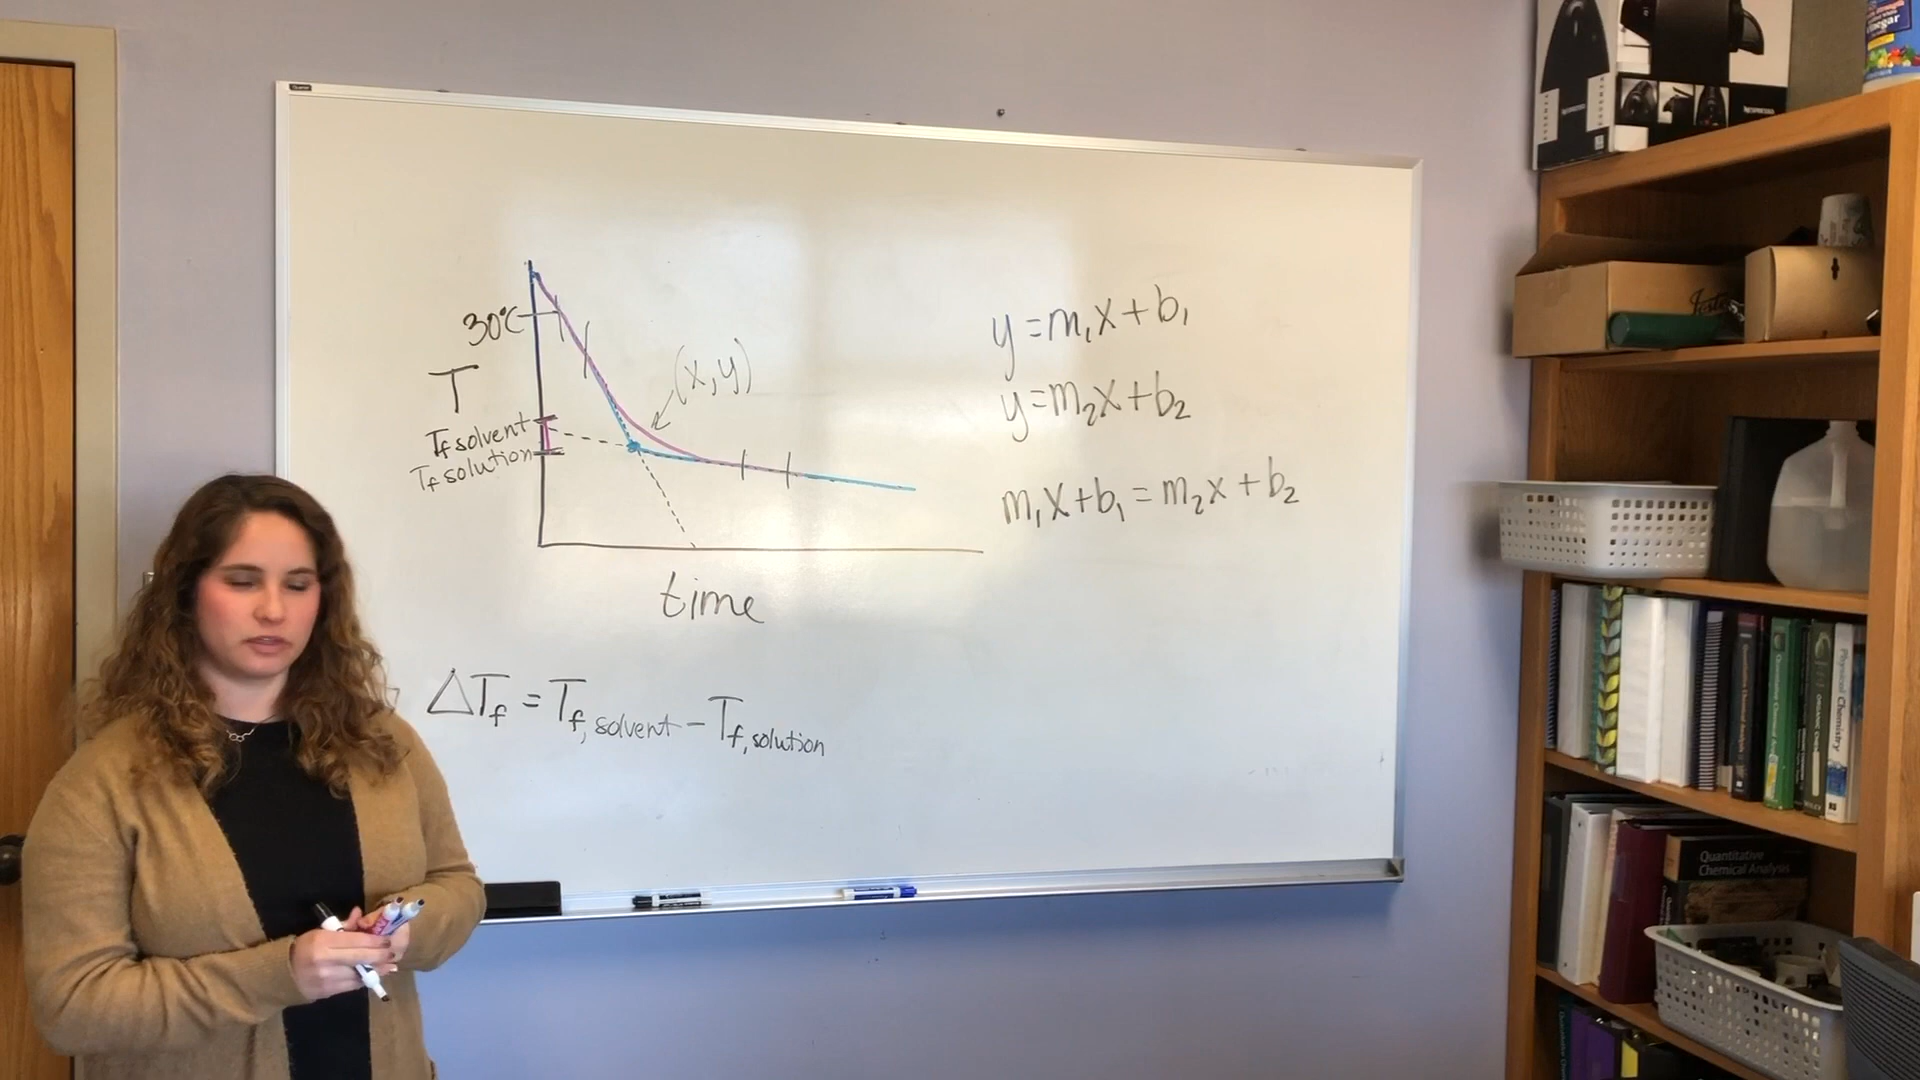 30°C
T
(x,y)
Tf solvent
Tf solution
time
ΔTf = Tf, solvent − Tf, solution
y = m₁x + b₁
y = m₂x + b₂
m₁x + b₁ = m₂x + b₂
Physical Chemistry
Quantitative
Chemical Analysis